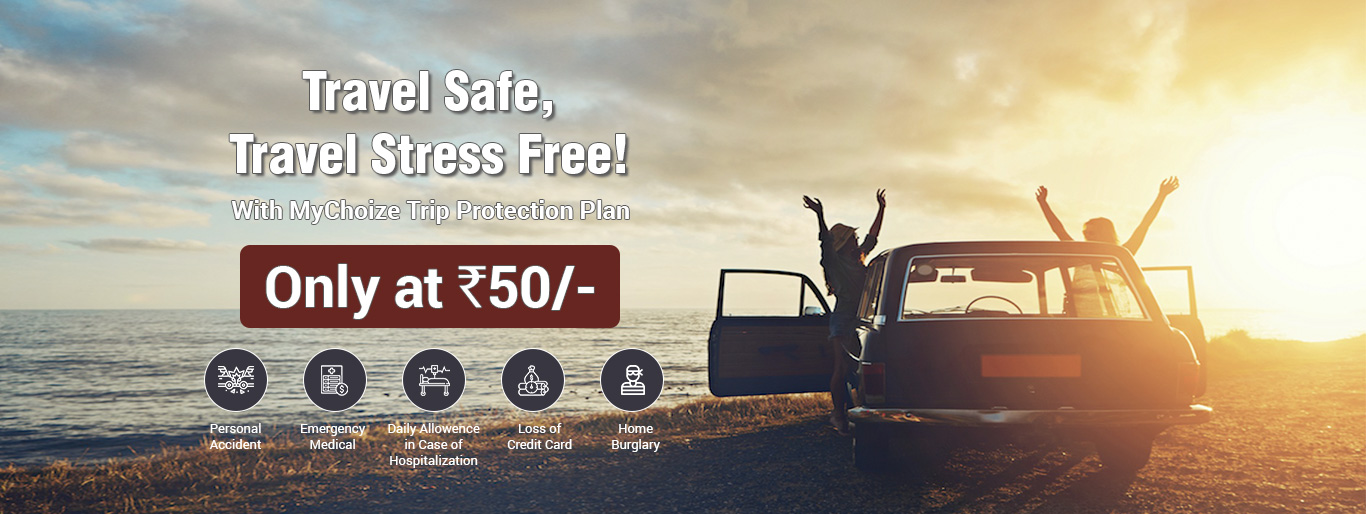 Travel Safe,
Travel Stress Free!
With MyChoize Trip Protection Plan
Only at ₹50/-
Personal
Accident
Emergency
Medical
Daily Allowence
in Case of
Hospitalization
Loss of
Credit Card
Home
Burglary